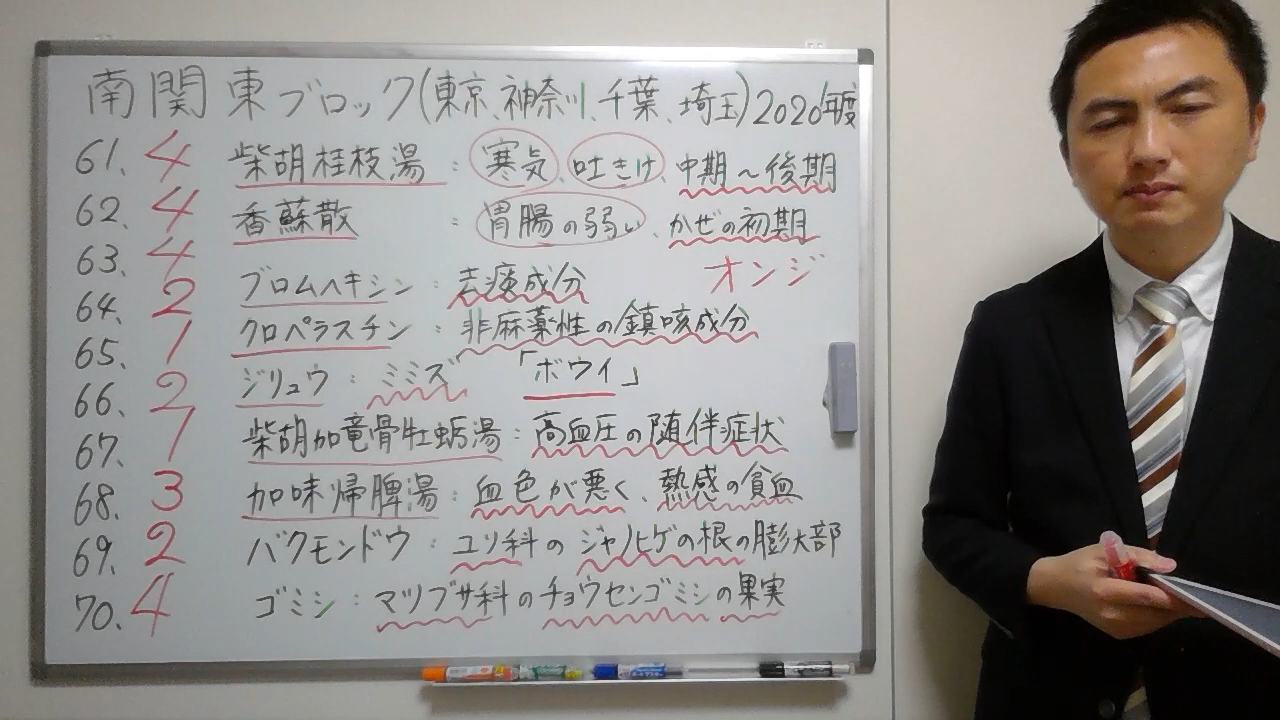 南関東ブロック(東京、神奈川、千葉、埼玉)2020年度
61. 4 柴胡桂枝湯 : 寒気、吐きけ、中期～後期
62. 4 香蘇散 : 胃腸の弱い、かぜの初期
63. 4 オンジ
64. 2 ブロムヘキシン : 去痰成分
65. 1 クロペラスチン : 非麻薬性の鎮咳成分
66. 2 ジリュウ : ミミズ 「ボウイ」
67. 1 柴胡加竜骨牡蛎湯 : 高血圧の随伴症状
68. 3 加味帰脾湯 : 血色が悪く、熱感の貧血
69. 2 バクモンドウ : ユリ科のジャノヒゲの根の膨大部
70. 4 ゴミシ : マツブサ科のチョウセンゴミシの果実